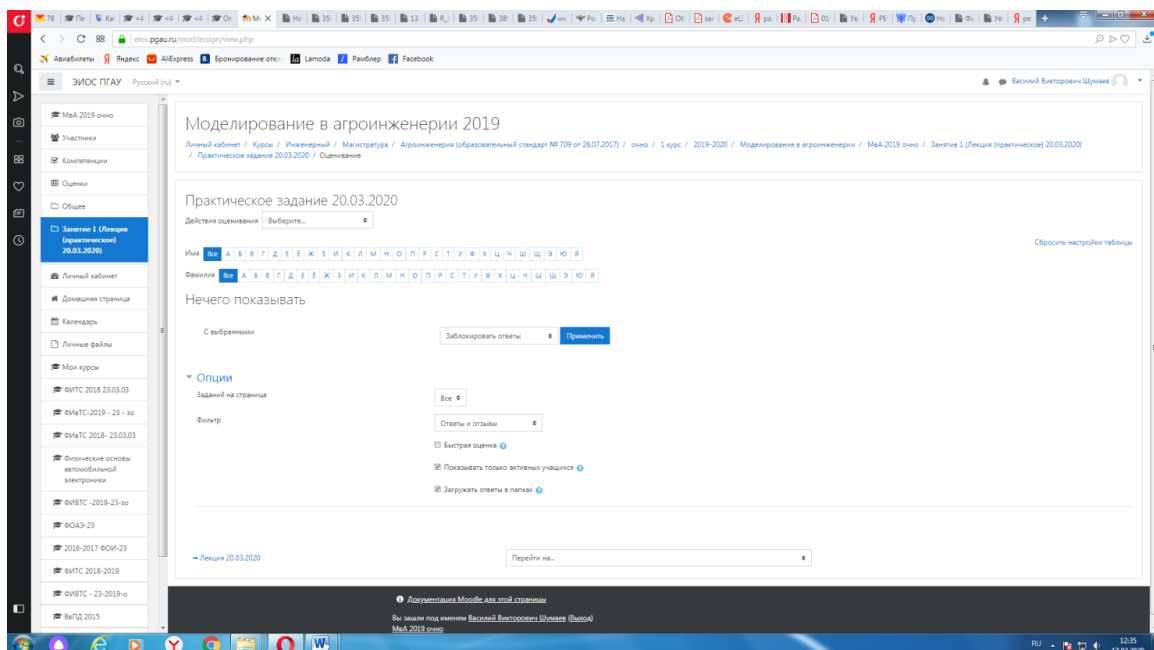 eios.pgau.ru/mod/assign/view.php
Авиабилеты Яндекс AliExpress Бронирование отел Lamoda Рамблер Facebook
ЭИОС ПГАУ Русский (ru)
Василий Викторович Шумаев
МвА 2019 очно
Участники
Компетенции
Оценки
Общее
Занятие 1 (Лекция
(практическое)
20.03.2020)
Личный кабинет
Домашняя страница
Календарь
Личные файлы
Мои курсы
ФИТС 2018 23.03.03
ФИвТС-2019 - 23 - зо
ФИвТС 2018- 23.03.03
Физические основы
автомобильной
электроники
ФИВТС -2019-23-зо
ФОАЭ-23
2016-2017 ФОИ-23
ФИТС 2018-2019
ФИВТС - 23-2019-о
ВвПД 2015
Моделирование в агроинженерии 2019
Личный кабинет / Курсы / Инженерный / Магистратура / Агроинженерия (образовательный стандарт № 709 от 26.07.2017) / очно / 1 курс / 2019-2020 / Моделирование в агроинженерии / МвА 2019 очно / Занятие 1 (Лекция (практическое) 20.03.2020)
/ Практическое задание 20.03.2020 / Оценивание
Практическое задание 20.03.2020
Действия оценивания Выберите...
Сбросить настройки таблицы
Имя Все А Б В Г Д Е Ё Ж З И К Л М Н О П Р С Т У Ф Х Ц Ч Ш Щ Э Ю Я
Фамилия Все А Б В Г Д Е Ё Ж З И К Л М Н О П Р С Т У Ф Х Ц Ч Ш Щ Э Ю Я
Нечего показывать
С выбранными Заблокировать ответы Применить
Опции
Заданий на странице Все
Фильтр Ответы и отзывы
Быстрая оценка
Показывать только активных учащихся
Загружать ответы в папках
→ Лекция 20.03.2020 Перейти на...
Документация Moodle для этой страницы
Вы зашли под именем Василий Викторович Шумаев (Выход)
МвА 2019 очно
RU 12:35